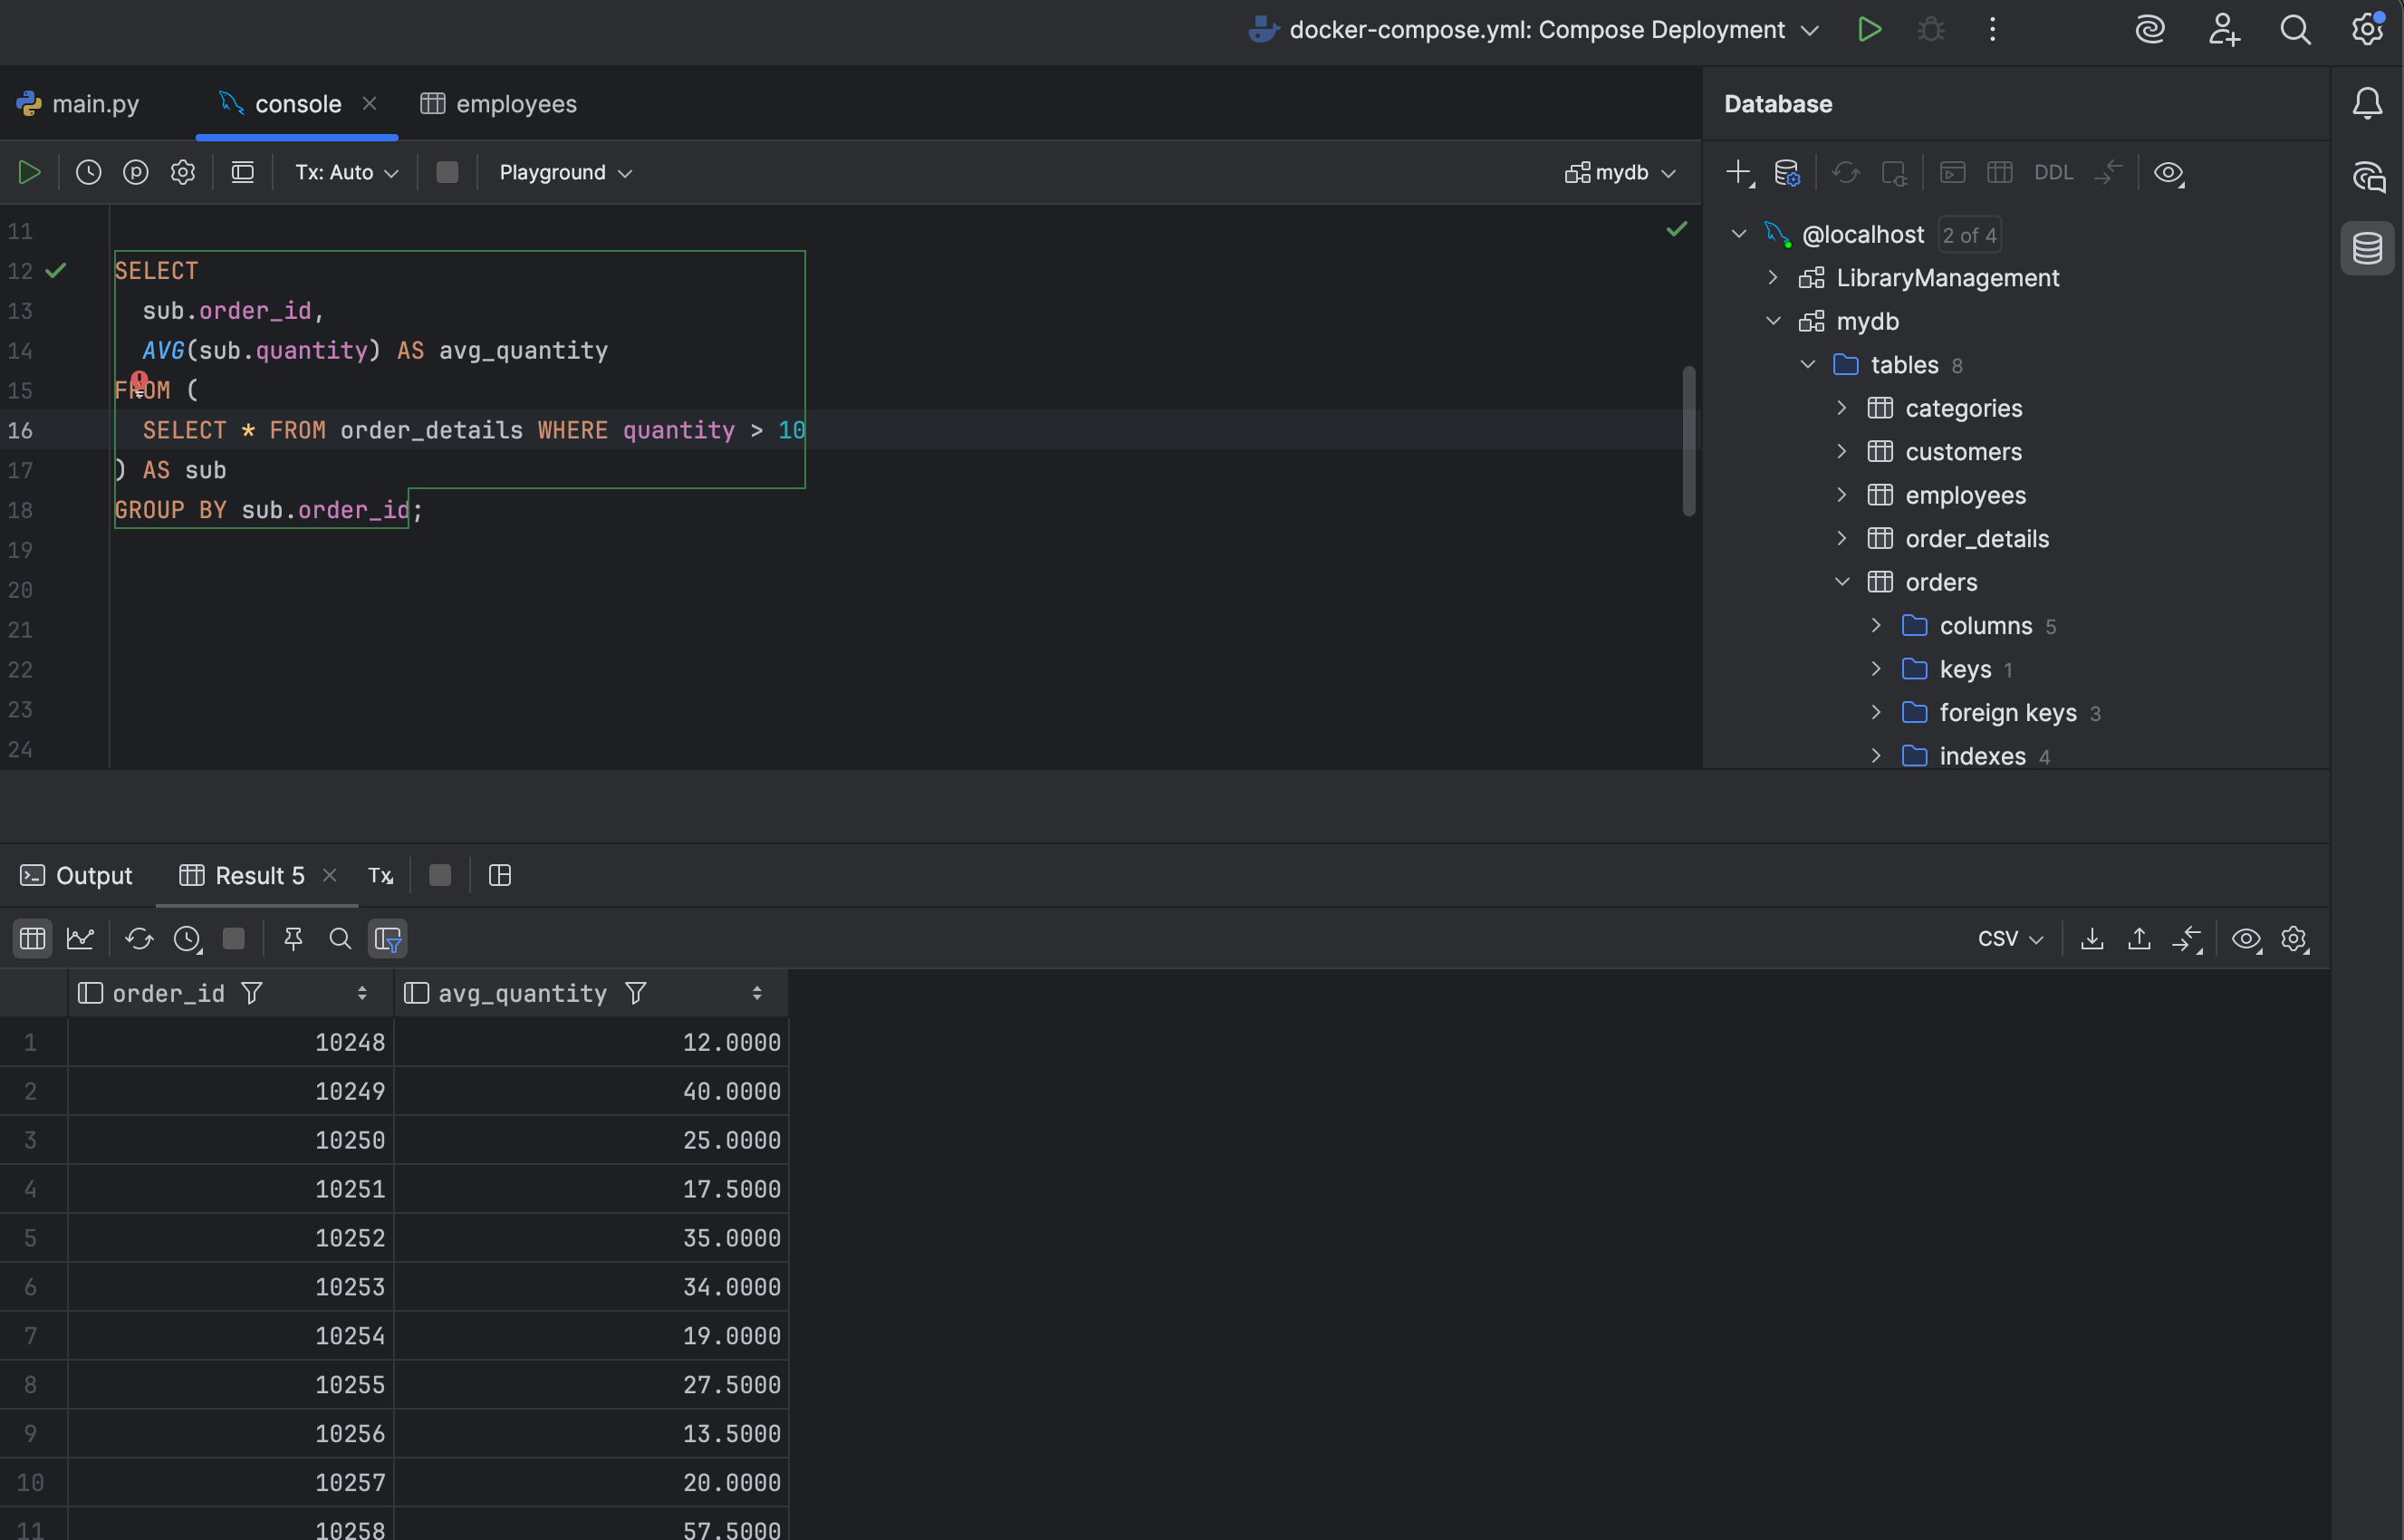 docker-compose.yml: Compose Deployment
main.py
console
employees
Database
Tx: Auto
Playground
mydb
DDL
11
12 SELECT
13 sub.order_id,
14 AVG(sub.quantity) AS avg_quantity
15 FROM (
16 SELECT * FROM order_details WHERE quantity > 10
17 ) AS sub
18 GROUP BY sub.order_id;
19
20
21
22
23
24
@localhost 2 of 4
LibraryManagement
mydb
tables 8
categories
customers
employees
order_details
orders
columns 5
keys 1
foreign keys 3
indexes 4
Output
Result 5
Tx
CSV
order_id avg_quantity
1 10248 12.0000
2 10249 40.0000
3 10250 25.0000
4 10251 17.5000
5 10252 35.0000
6 10253 34.0000
7 10254 19.0000
8 10255 27.5000
9 10256 13.5000
10 10257 20.0000
11 10258 57.5000